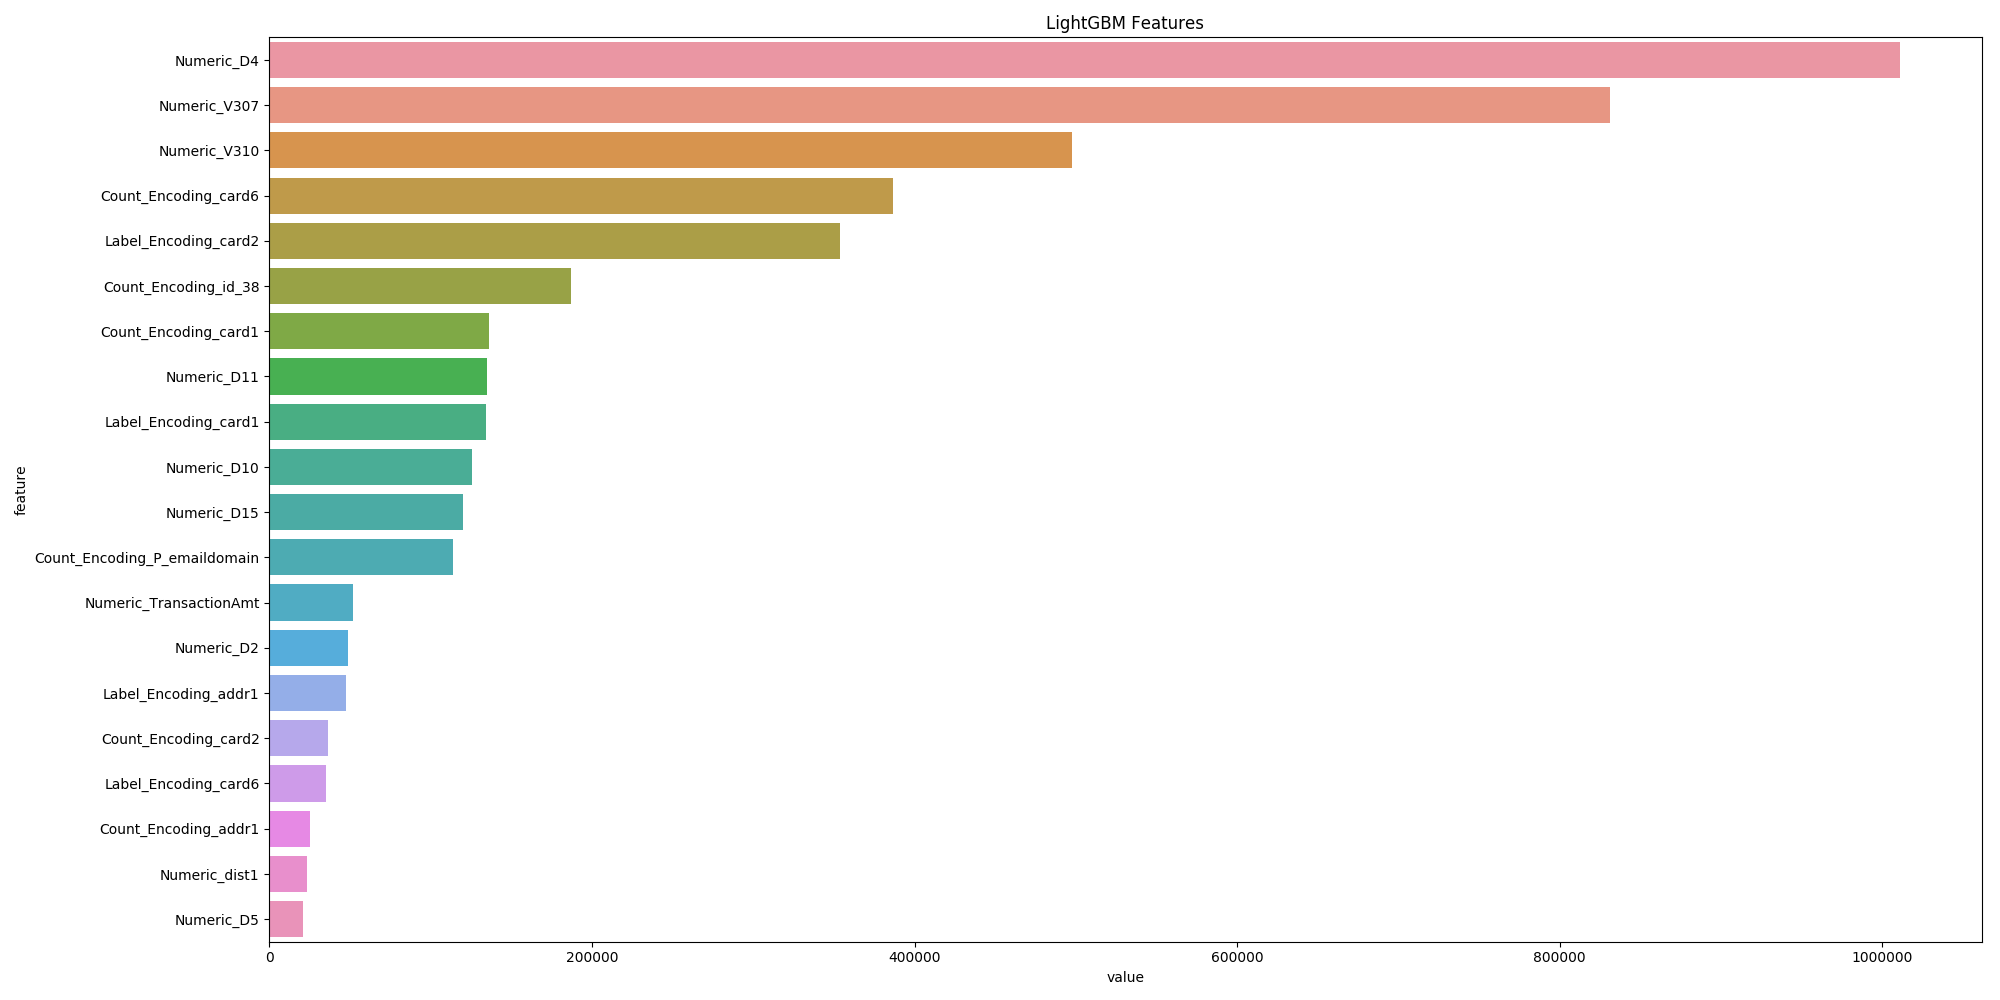 LightGBM Features
Numeric_D4
Numeric_V307
Numeric_V310
Count_Encoding_card6
Label_Encoding_card2
Count_Encoding_id_38
Count_Encoding_card1
Numeric_D11
Label_Encoding_card1
Numeric_D10
Numeric_D15
Count_Encoding_P_emaildomain
Numeric_TransactionAmt
Numeric_D2
Label_Encoding_addr1
Count_Encoding_card2
Label_Encoding_card6
Count_Encoding_addr1
Numeric_dist1
Numeric_D5
feature
0 200000 400000 600000 800000 1000000
value